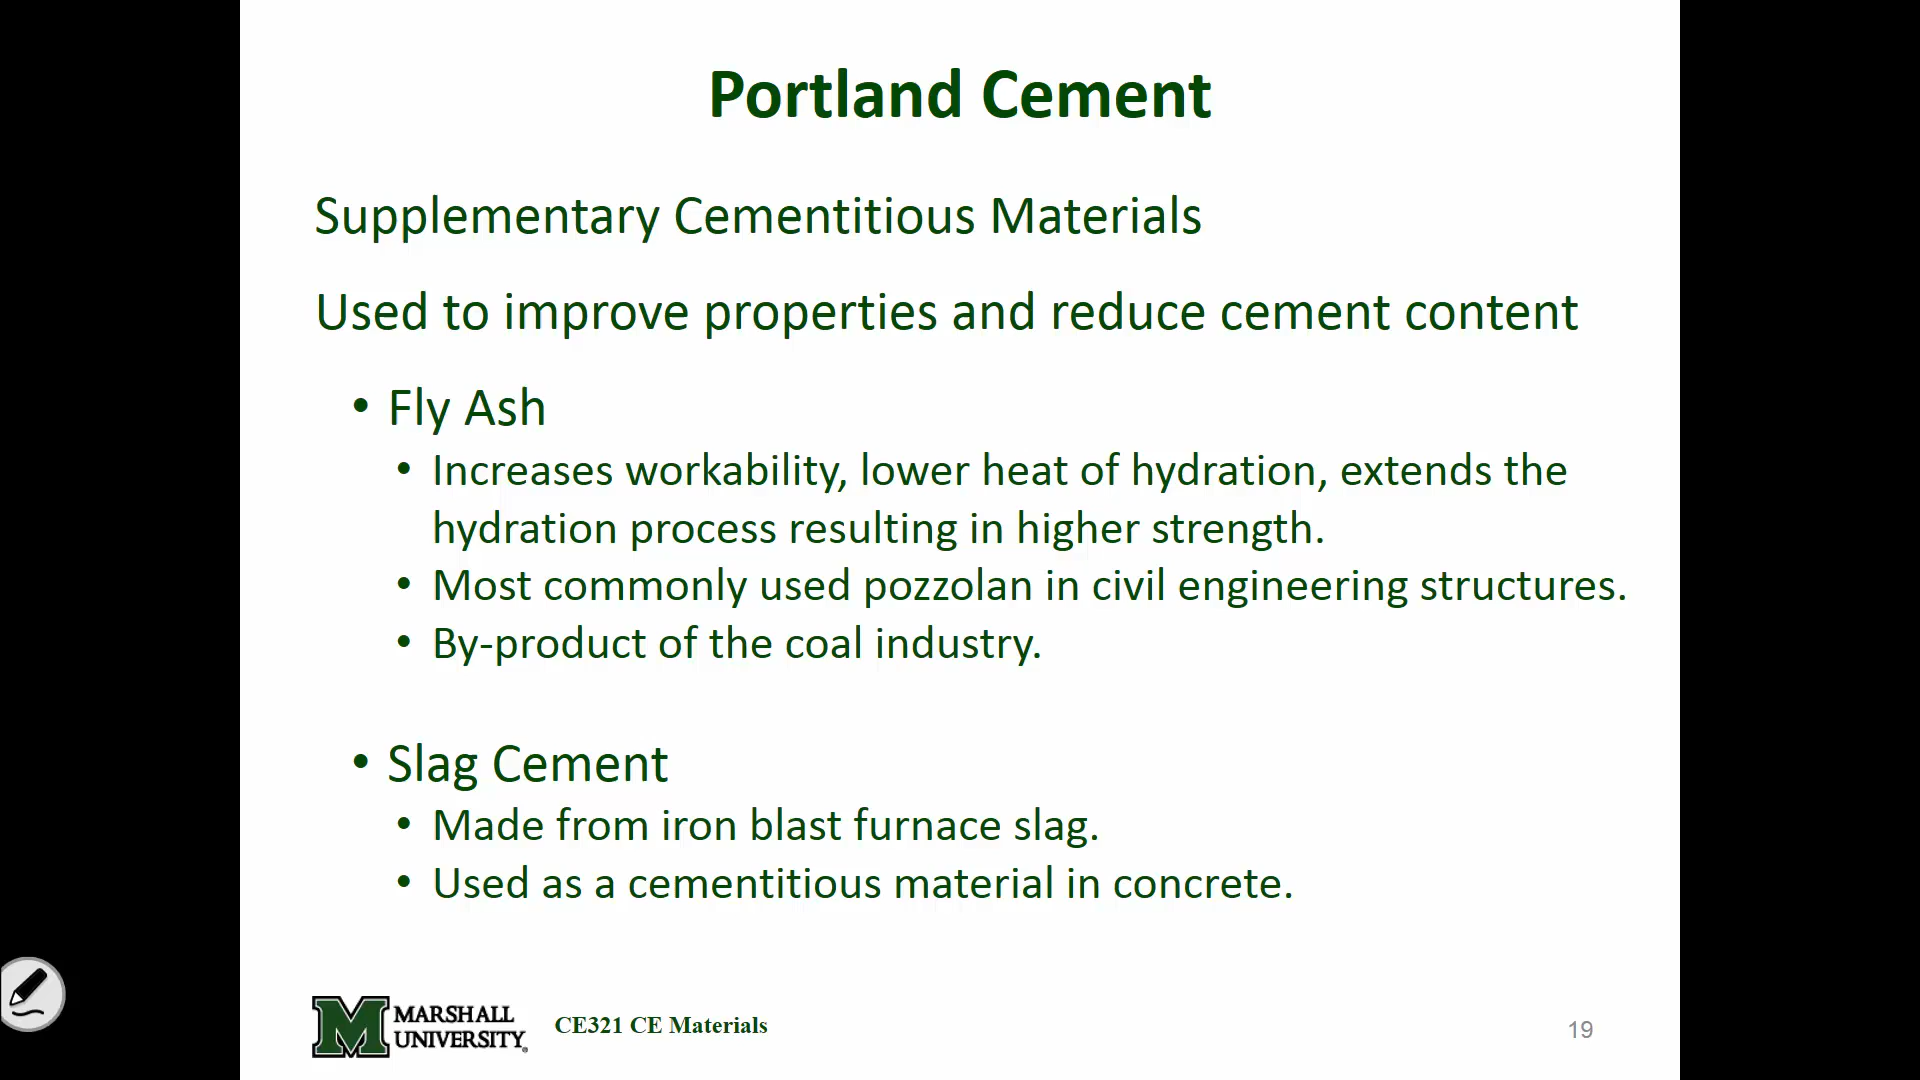 Portland Cement
Supplementary Cementitious Materials
Used to improve properties and reduce cement content
• Fly Ash
• Increases workability, lower heat of hydration, extends the
hydration process resulting in higher strength.
• Most commonly used pozzolan in civil engineering structures.
• By-product of the coal industry.
• Slag Cement
• Made from iron blast furnace slag.
• Used as a cementitious material in concrete.
M MARSHALL
UNIVERSITY®
CE321 CE Materials
19